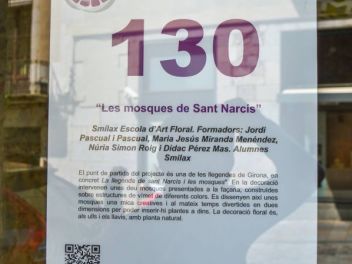 130
“Les mosques de Sant Narcis”
Smilax Escola d'Art Floral. Formadors: Jordi
Pascual i Pascual, Maria Jesús Miranda Menéndez,
Núria Simon Roig i Dídac Pérez Mas. Alumnes
Smilax
El punt de partida del projecte és una de les llegendes de Girona, en
concret La llegenda de sant Narcís i les mosques”. En la decoració
intervenen unes deu mosques presentades a la façana, construïdes
sobre estructures de vímet de diferents colors. Es dissenyen així unes
mosques una mica creatives i al mateix temps divertides en dues
dimensions per poder inserir-hi plantes a dins. La decoració floral és,
als ulls i els llavis, amb planta natural.